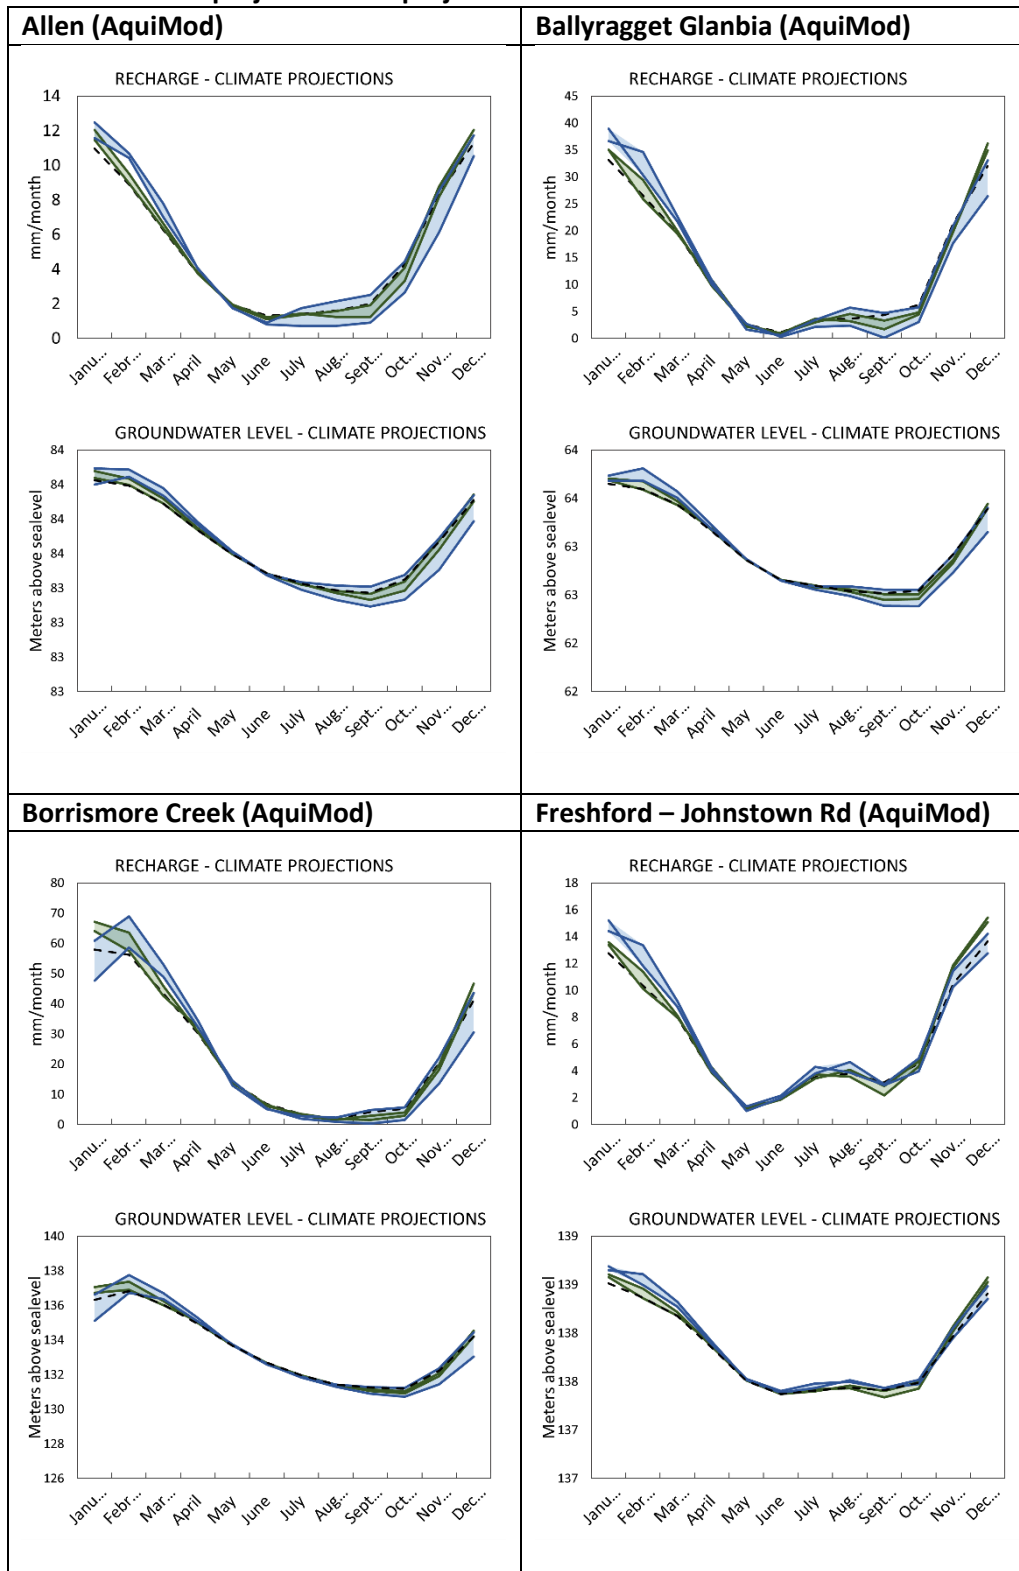 Allen (AquiMod)
RECHARGE - CLIMATE PROJECTIONS
mm/month
14
12
10
8
6
4
2
0
Janu... Febr... Mar... April May June July Aug... Sept... Oct... Nov... Dec...
GROUNDWATER LEVEL - CLIMATE PROJECTIONS
Meters above sealevel
84
84
84
84
83
83
83
83
Janu... Febr... Mar... April May June July Aug... Sept... Oct... Nov... Dec...
Ballyragget Glanbia (AquiMod)
RECHARGE - CLIMATE PROJECTIONS
mm/month
45
40
35
30
25
20
15
10
5
0
Janu... Febr... Mar... April May June July Aug... Sept... Oct... Nov... Dec...
GROUNDWATER LEVEL - CLIMATE PROJECTIONS
Meters above sealevel
64
64
63
63
62
62
Janu... Febr... Mar... April May June July Aug... Sept... Oct... Nov... Dec...
Borrismore Creek (AquiMod)
RECHARGE - CLIMATE PROJECTIONS
mm/month
80
70
60
50
40
30
20
10
0
Janu... Febr... Mar... April May June July Aug... Sept... Oct... Nov... Dec...
GROUNDWATER LEVEL - CLIMATE PROJECTIONS
Meters above sealevel
140
138
136
134
132
130
128
126
Janu... Febr... Mar... April May June July Aug... Sept... Oct... Nov... Dec...
Freshford – Johnstown Rd (AquiMod)
RECHARGE - CLIMATE PROJECTIONS
mm/month
18
16
14
12
10
8
6
4
2
0
Janu... Febr... Mar... April May June July Aug... Sept... Oct... Nov... Dec...
GROUNDWATER LEVEL - CLIMATE PROJECTIONS
Meters above sealevel
139
139
138
138
137
137
Janu... Febr... Mar... April May June July Aug... Sept... Oct... Nov... Dec...